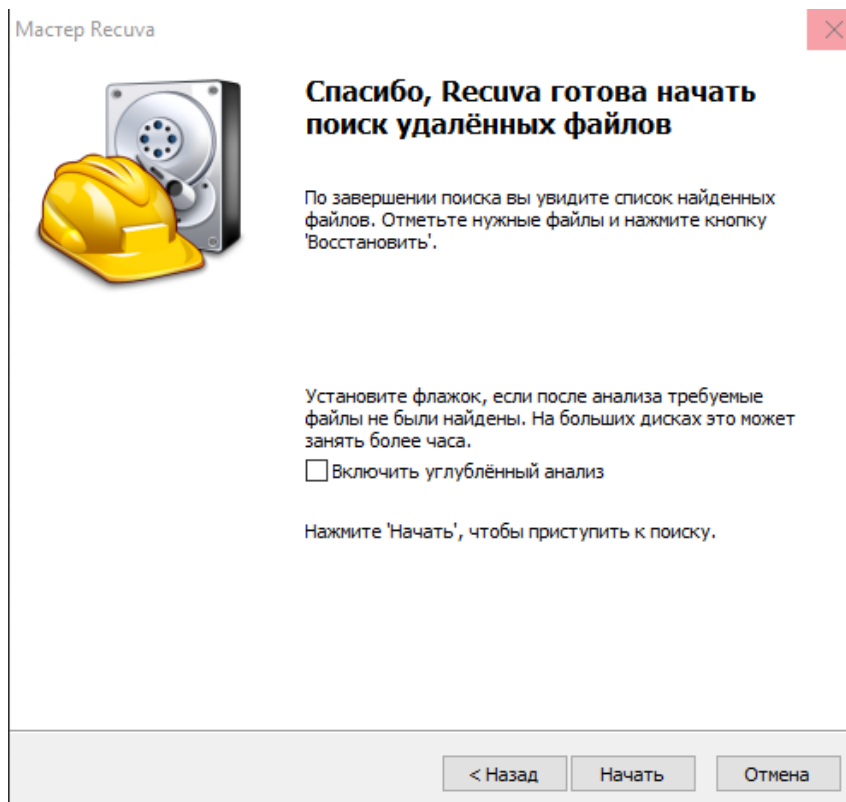 Мастер Recuva
Спасибо, Recuva готова начать
поиск удалённых файлов
По завершении поиска вы увидите список найденных
файлов. Отметьте нужные файлы и нажмите кнопку
'Восстановить'.
Установите флажок, если после анализа требуемые
файлы не были найдены. На больших дисках это может
занять более часа.
Включить углублённый анализ
Нажмите 'Начать', чтобы приступить к поиску.
< Назад Начать Отмена